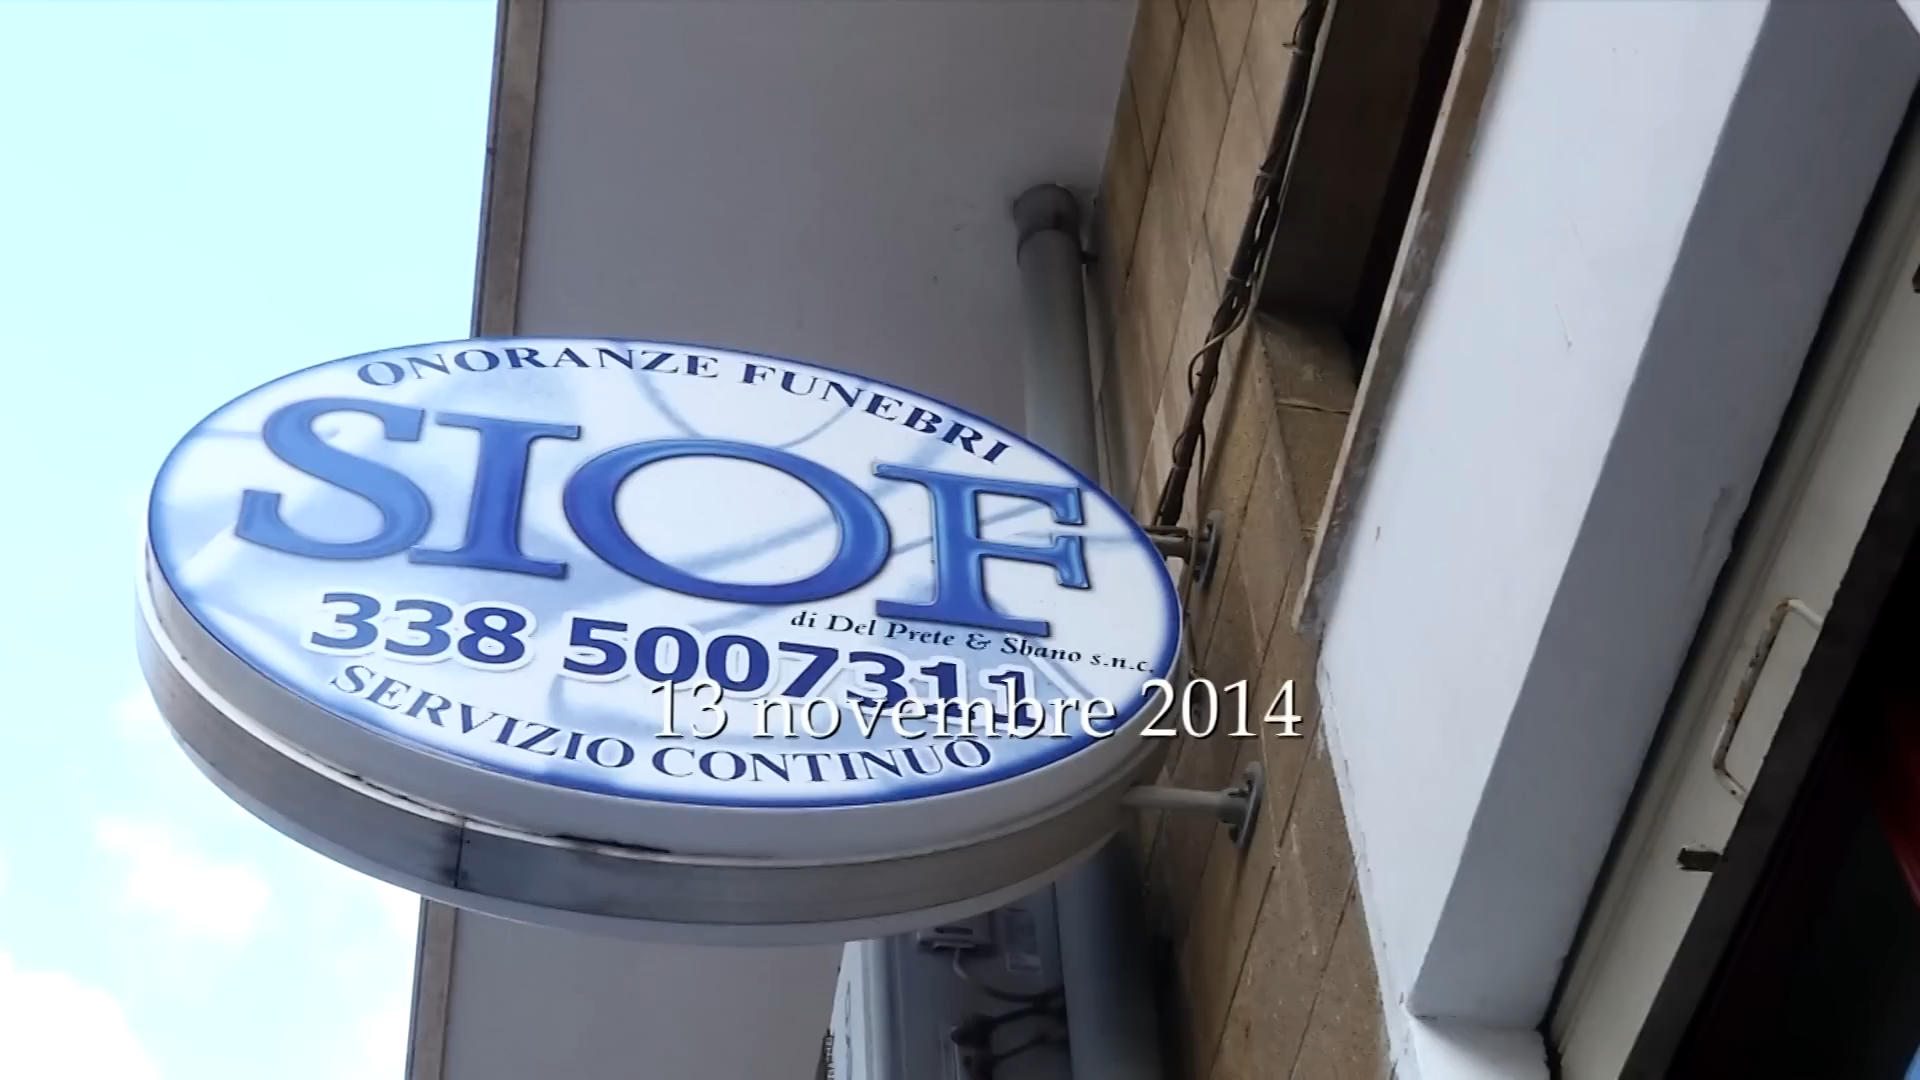 ONORANZE FUNEBRI
SIOF
di Del Prete & Sbano s.n.c.
338 5007311
SERVIZIO CONTINUO
13 novembre 2014